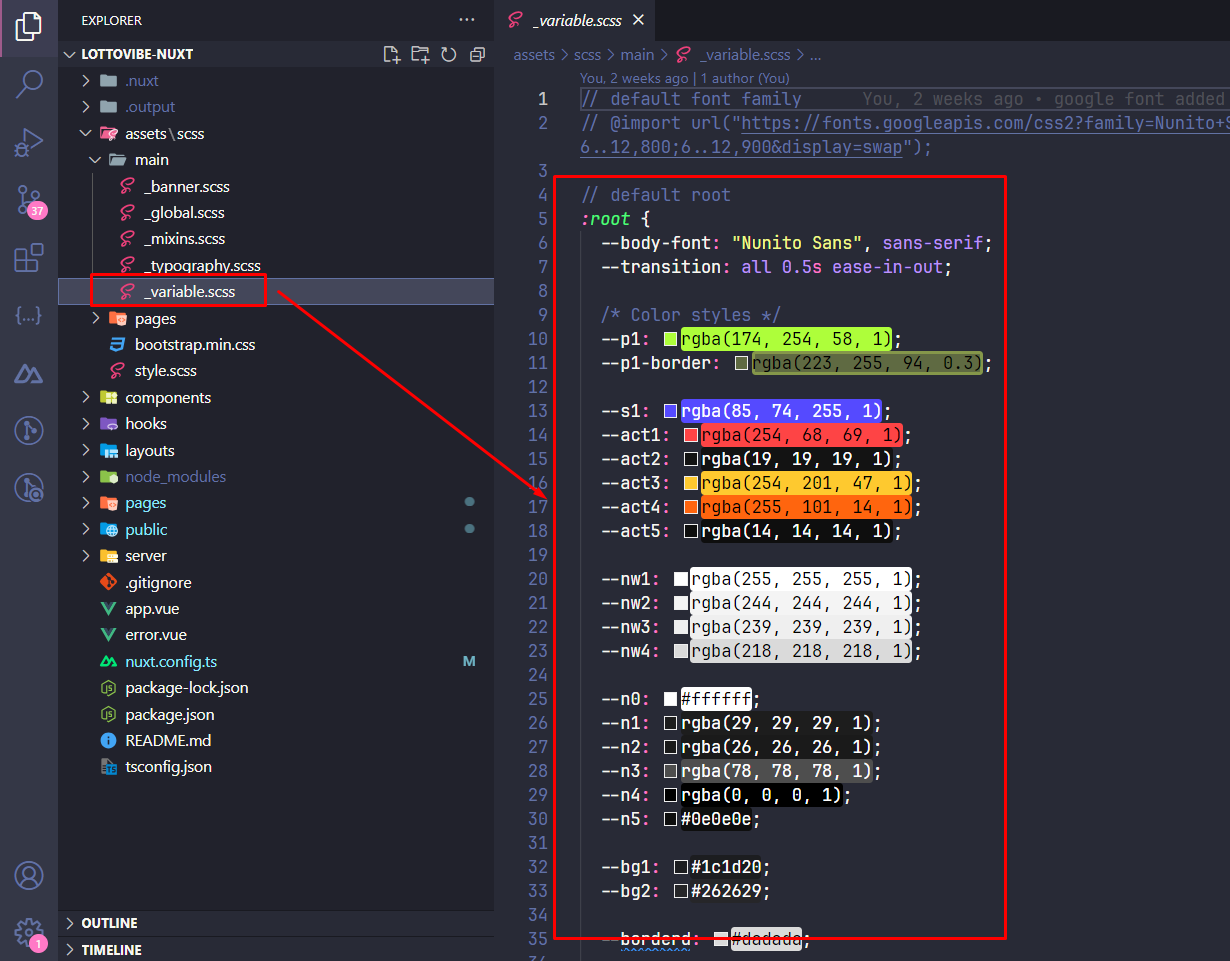 EXPLORER
LOTTOVIBE-NUXT
.nuxt
.output
assets\scss
main
_banner.scss
_global.scss
_mixins.scss
_typography.scss
_variable.scss
pages
bootstrap.min.css
style.scss
components
hooks
layouts
node_modules
pages
public
server
.gitignore
app.vue
error.vue
nuxt.config.ts M
package-lock.json
package.json
README.md
tsconfig.json
OUTLINE
TIMELINE
37
1
_variable.scss
assets > scss > main > _variable.scss > ...
You, 2 weeks ago | 1 author (You)
1 // default font family You, 2 weeks ago • google font added
2 // @import url("https://fonts.googleapis.com/css2?family=Nunito+S
6..12,800;6..12,900&display=swap");
3
4 // default root
5 :root {
6 --body-font: "Nunito Sans", sans-serif;
7 --transition: all 0.5s ease-in-out;
8
9 /* Color styles */
10 --p1: rgba(174, 254, 58, 1);
11 --p1-border: rgba(223, 255, 94, 0.3);
12
13 --s1: rgba(85, 74, 255, 1);
14 --act1: rgba(254, 68, 69, 1);
15 --act2: rgba(19, 19, 19, 1);
16 --act3: rgba(254, 201, 47, 1);
17 --act4: rgba(255, 101, 14, 1);
18 --act5: rgba(14, 14, 14, 1);
19
20 --nw1: rgba(255, 255, 255, 1);
21 --nw2: rgba(244, 244, 244, 1);
22 --nw3: rgba(239, 239, 239, 1);
23 --nw4: rgba(218, 218, 218, 1);
24
25 --n0: #ffffff;
26 --n1: rgba(29, 29, 29, 1);
27 --n2: rgba(26, 26, 26, 1);
28 --n3: rgba(78, 78, 78, 1);
29 --n4: rgba(0, 0, 0, 1);
30 --n5: #0e0e0e;
31
32 --bg1: #1c1d20;
33 --bg2: #262629;
34
35 --borderd: #dadada;